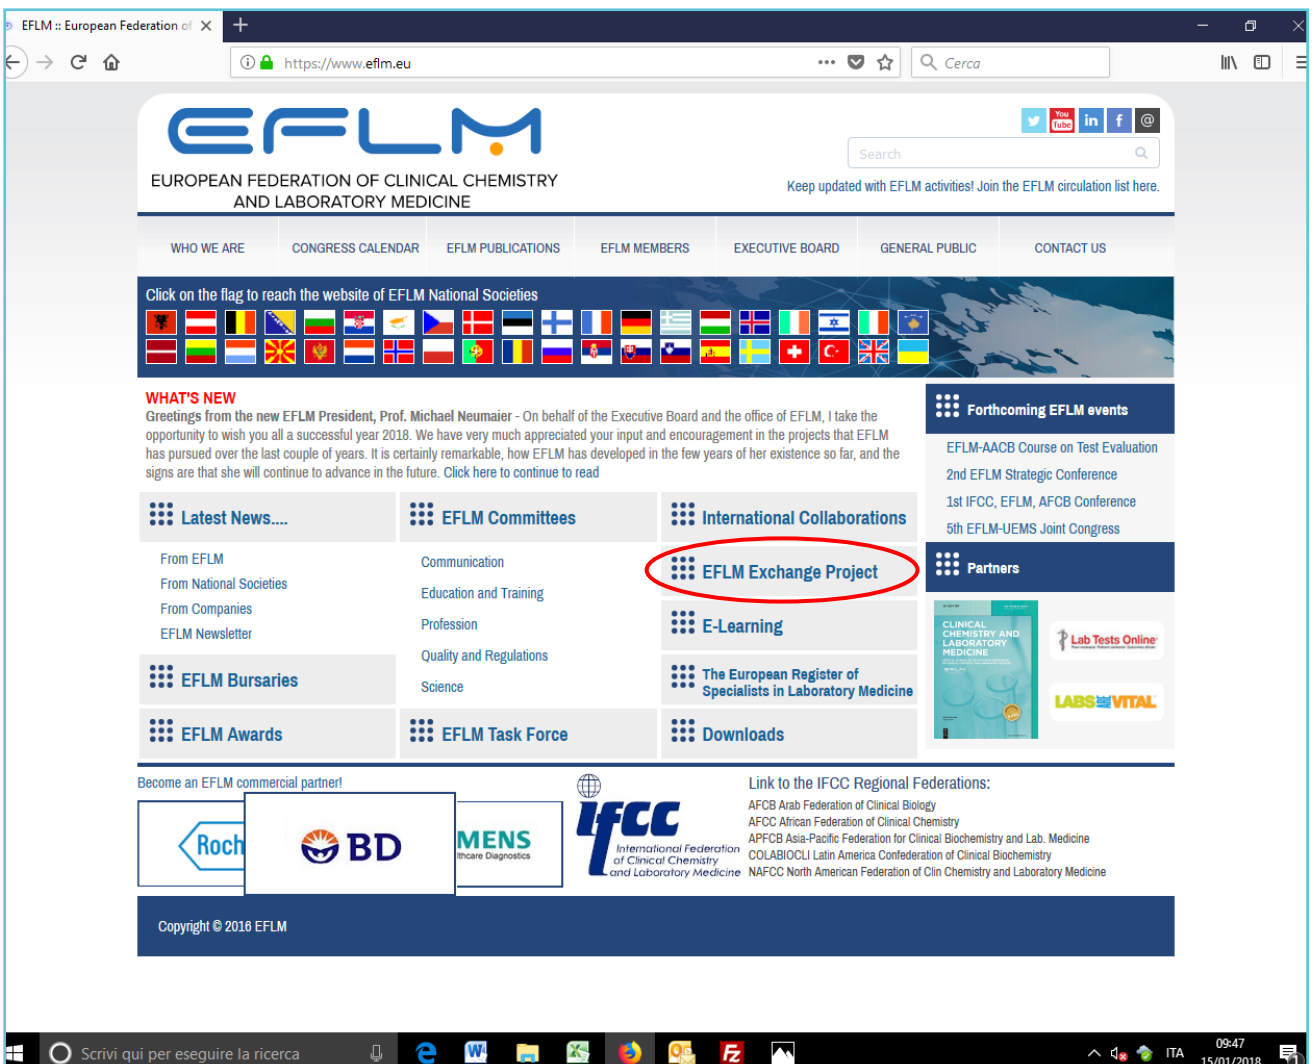 EFLM :: European Federation of
https://www.eflm.eu
Cerca
EFLM
EUROPEAN FEDERATION OF CLINICAL CHEMISTRY
AND LABORATORY MEDICINE
You
Tube
in
f
@
Search
Keep updated with EFLM activities! Join the EFLM circulation list here.
WHO WE ARE
CONGRESS CALENDAR
EFLM PUBLICATIONS
EFLM MEMBERS
EXECUTIVE BOARD
GENERAL PUBLIC
CONTACT US
Click on the flag to reach the website of EFLM National Societies
WHAT'S NEW
Greetings from the new EFLM President, Prof. Michael Neumaier - On behalf of the Executive Board and the office of EFLM, I take the
opportunity to wish you all a successful year 2018. We have very much appreciated your input and encouragement in the projects that EFLM
has pursued over the last couple of years. It is certainly remarkable, how EFLM has developed in the few years of her existence so far, and the
signs are that she will continue to advance in the future. Click here to continue to read
Latest News....
From EFLM
From National Societies
From Companies
EFLM Newsletter
EFLM Bursaries
EFLM Awards
EFLM Committees
Communication
Education and Training
Profession
Quality and Regulations
Science
EFLM Task Force
International Collaborations
EFLM Exchange Project
E-Learning
The European Register of
Specialists in Laboratory Medicine
Downloads
Forthcoming EFLM events
EFLM-AACB Course on Test Evaluation
2nd EFLM Strategic Conference
1st IFCC, EFLM, AFCB Conference
5th EFLM-UEMS Joint Congress
Partners
CLINICAL
CHEMISTRY AND
LABORATORY
MEDICINE
Lab Tests Online
LABS VITAL
Become an EFLM commercial partner!
Roch
BD
MENS
lthcare Diagnostics
ifcc
International Federation
of Clinical Chemistry
and Laboratory Medicine
Link to the IFCC Regional Federations:
AFCB Arab Federation of Clinical Biology
AFCC African Federation of Clinical Chemistry
APFCB Asia-Pacific Federation for Clinical Biochemistry and Lab. Medicine
COLABIOCLI Latin America Confederation of Clinical Biochemistry
NAFCC North American Federation of Clin Chemistry and Laboratory Medicine
Copyright © 2016 EFLM
Scrivi qui per eseguire la ricerca
ITA
09:47
15/01/2018